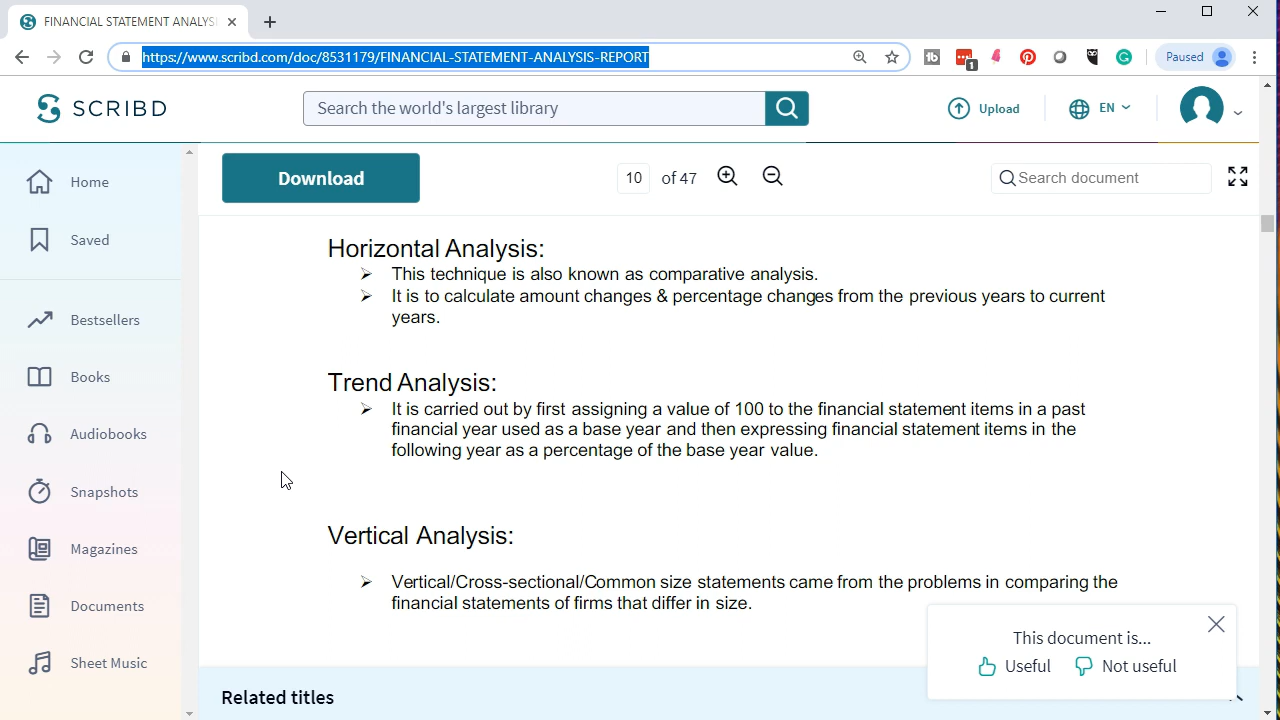 FINANCIAL STATEMENT ANALYS
https://www.scribd.com/doc/8531179/FINANCIAL-STATEMENT-ANALYSIS-REPORT
1
Paused
SCRIBD
Search the world's largest library
Upload
EN
Home
Saved
Bestsellers
Books
Audiobooks
Snapshots
Magazines
Documents
Sheet Music
Download
10 of 47
Search document
Horizontal Analysis:
➢ This technique is also known as comparative analysis.
➢ It is to calculate amount changes & percentage changes from the previous years to current
years.
Trend Analysis:
➢ It is carried out by first assigning a value of 100 to the financial statement items in a past
financial year used as a base year and then expressing financial statement items in the
following year as a percentage of the base year value.
Vertical Analysis:
➢ Vertical/Cross-sectional/Common size statements came from the problems in comparing the
financial statements of firms that differ in size.
This document is...
Useful Not useful
Related titles